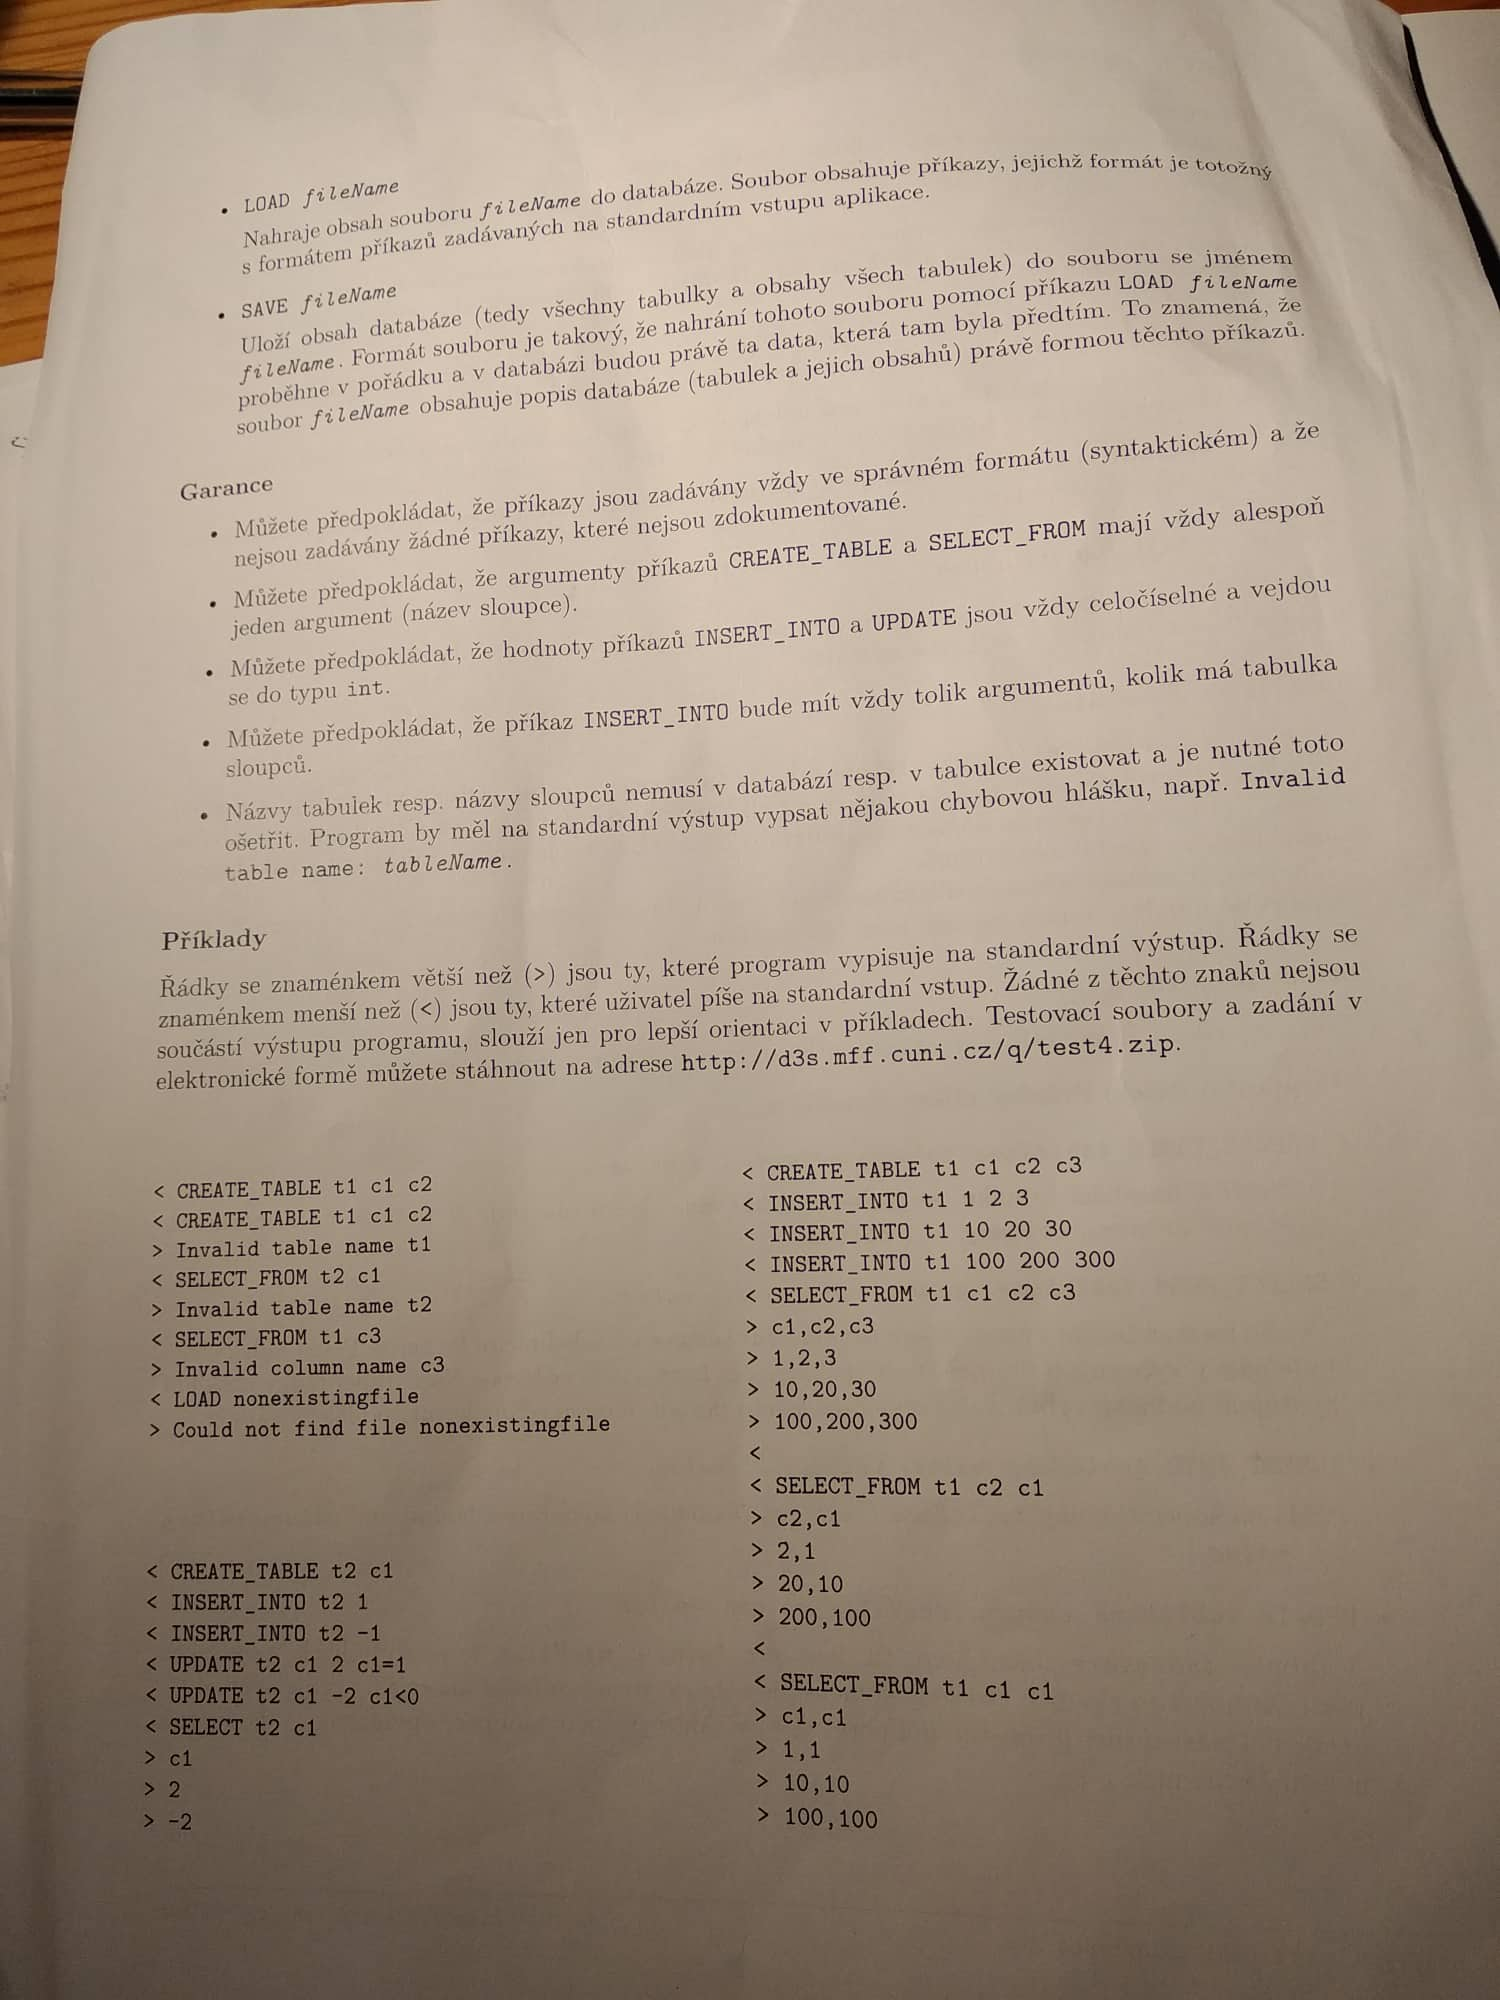 • LOAD fileName
Nahraje obsah souboru fileName do databáze. Soubor obsahuje příkazy, jejichž formát je totožný
s formátem příkazů zadávaných na standardním vstupu aplikace.
• SAVE fileName
Uloží obsah databáze (tedy všechny tabulky a obsahy všech tabulek) do souboru se jménem
fileName. Formát souboru je takový, že nahrání tohoto souboru pomocí příkazu LOAD fileName
proběhne v pořádku a v databázi budou právě ta data, která tam byla předtím. To znamená, že
soubor fileName obsahuje popis databáze (tabulek a jejich obsahů) právě formou těchto příkazů.
Garance
• Můžete předpokládat, že příkazy jsou zadávány vždy ve správném formátu (syntaktickém) a že
nejsou zadávány žádné příkazy, které nejsou zdokumentované.
• Můžete předpokládat, že argumenty příkazů CREATE_TABLE a SELECT_FROM mají vždy alespoň
jeden argument (název sloupce).
• Můžete předpokládat, že hodnoty příkazů INSERT_INTO a UPDATE jsou vždy celočíselné a vejdou
se do typu int.
• Můžete předpokládat, že příkaz INSERT_INTO bude mít vždy tolik argumentů, kolik má tabulka
sloupců.
• Názvy tabulek resp. názvy sloupců nemusí v databází resp. v tabulce existovat a je nutné toto
ošetřit. Program by měl na standardní výstup vypsat nějakou chybovou hlášku, např. Invalid
table name: tableName.
Příklady
Řádky se znaménkem větší než (>) jsou ty, které program vypisuje na standardní výstup. Řádky se
znaménkem menší než (<) jsou ty, které uživatel píše na standardní vstup. Žádné z těchto znaků nejsou
součástí výstupu programu, slouží jen pro lepší orientaci v příkladech. Testovací soubory a zadání v
elektronické formě můžete stáhnout na adrese http://d3s.mff.cuni.cz/q/test4.zip.
< CREATE_TABLE t1 c1 c2
< CREATE_TABLE t1 c1 c2
> Invalid table name t1
< SELECT_FROM t2 c1
> Invalid table name t2
< SELECT_FROM t1 c3
> Invalid column name c3
< LOAD nonexistingfile
> Could not find file nonexistingfile
< CREATE_TABLE t2 c1
< INSERT_INTO t2 1
< INSERT_INTO t2 -1
< UPDATE t2 c1 2 c1=1
< UPDATE t2 c1 -2 c1<0
< SELECT t2 c1
> c1
> 2
> -2
< CREATE_TABLE t1 c1 c2 c3
< INSERT_INTO t1 1 2 3
< INSERT_INTO t1 10 20 30
< INSERT_INTO t1 100 200 300
< SELECT_FROM t1 c1 c2 c3
> c1,c2,c3
> 1,2,3
> 10,20,30
> 100,200,300
<
< SELECT_FROM t1 c2 c1
> c2,c1
> 2,1
> 20,10
> 200,100
<
< SELECT_FROM t1 c1 c1
> c1,c1
> 1,1
> 10,10
> 100,100